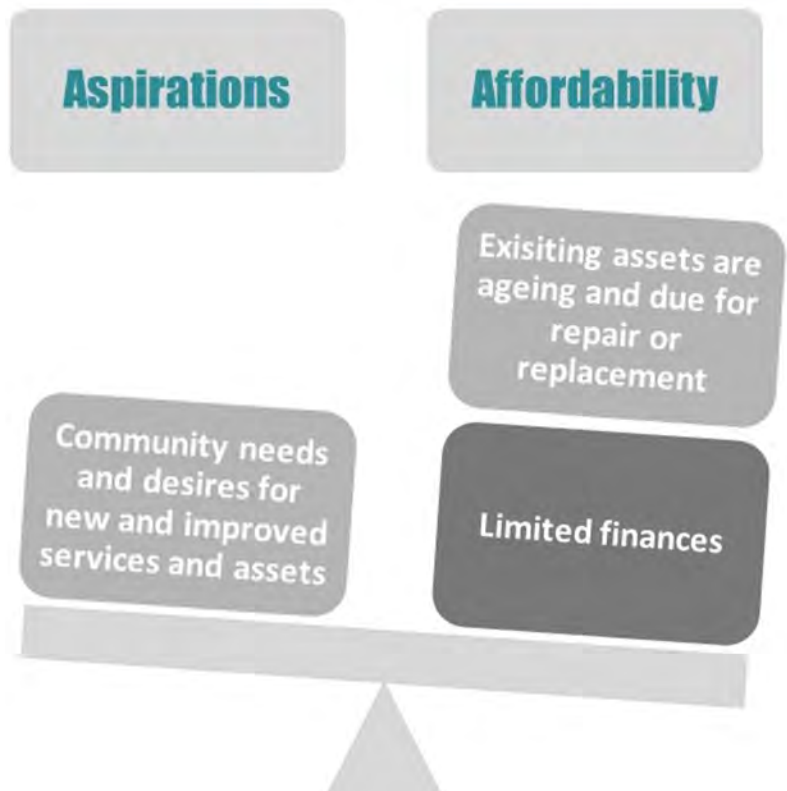 Aspirations
Affordability
Exisiting assets are
ageing and due for
repair or
replacement
Community needs
and desires for
new and improved
services and assets
Limited finances